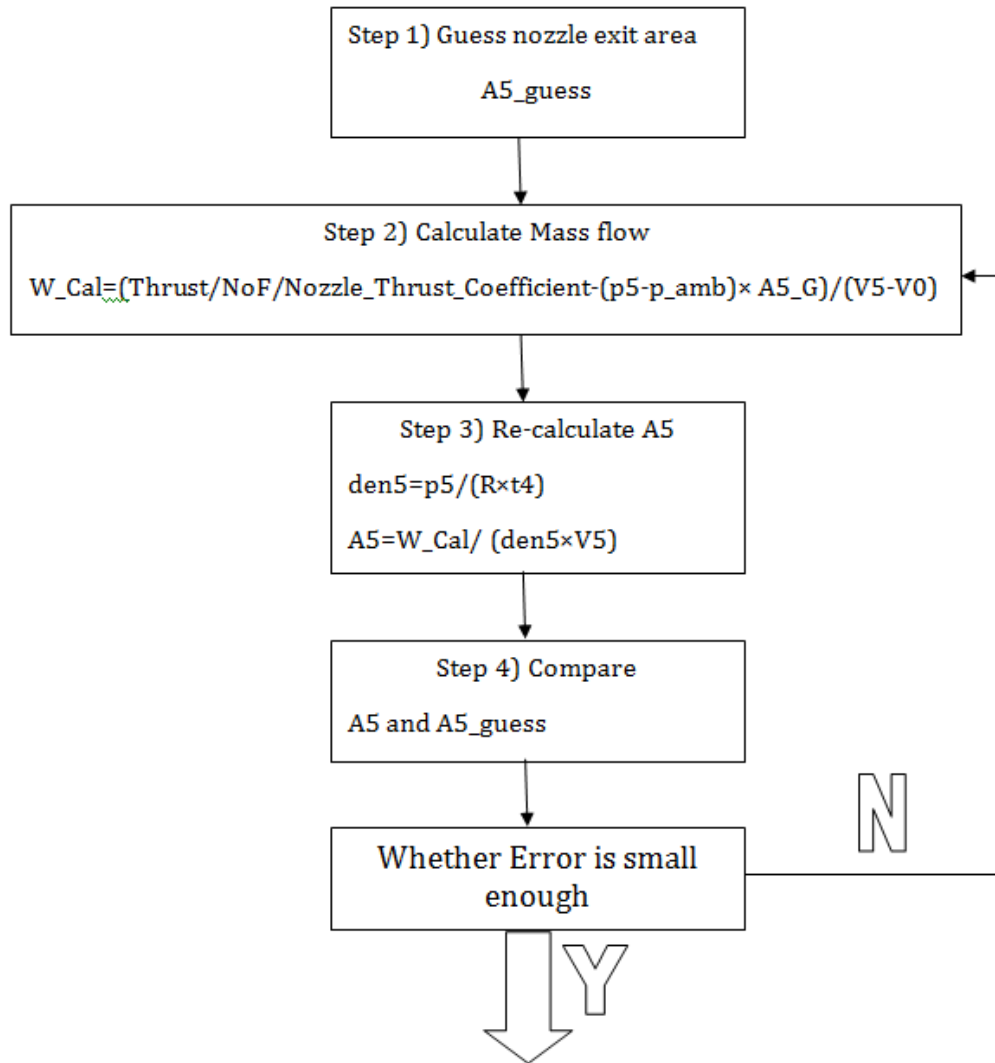 Step 1) Guess nozzle exit area
A5_guess
Step 2) Calculate Mass flow
W_Cal=(Thrust/NoF/Nozzle_Thrust_Coefficient-(p5-p_amb)× A5_G)/(V5-V0)
Step 3) Re-calculate A5
den5=p5/(R×t4)
A5=W_Cal/ (den5×V5)
Step 4) Compare
A5 and A5_guess
Whether Error is small
enough
N
Y